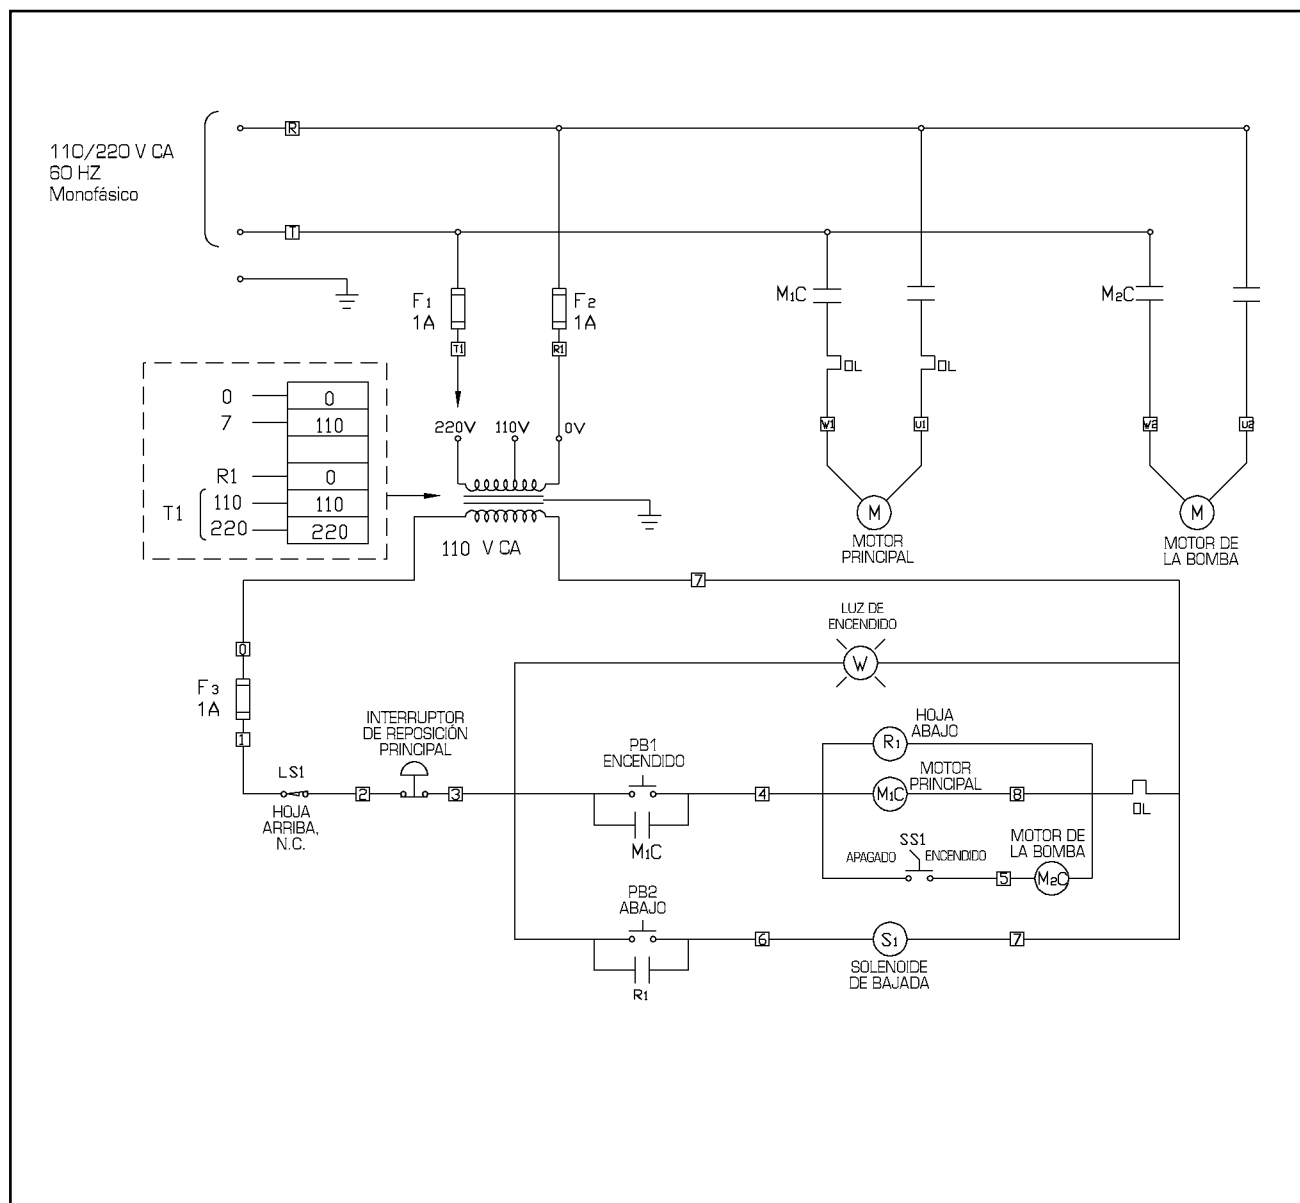 110/220 V CA
60 HZ
Monofásico
R
T
F1
1A
F2
1A
M1C
M2C
T1
R1
OL
OL
0
0
7
110
R1
0
T1
110
110
220
220
220V
110V
0V
W1
U1
W2
U2
M
MOTOR
PRINCIPAL
M
MOTOR DE
LA BOMBA
110 V CA
7
LUZ DE
ENCENDIDO
W
0
F3
1A
1
INTERRUPTOR
DE REPOSICIÓN
PRINCIPAL
LS1
2
3
HOJA
ARRIBA,
N.C.
PB1
ENCENDIDO
M1C
4
HOJA
ABAJO
R1
MOTOR
PRINCIPAL
M1C
8
OL
SS1
APAGADO
ENCENDIDO
MOTOR DE
LA BOMBA
5
M2C
PB2
ABAJO
R1
6
S1
7
SOLENOIDE
DE BAJADA